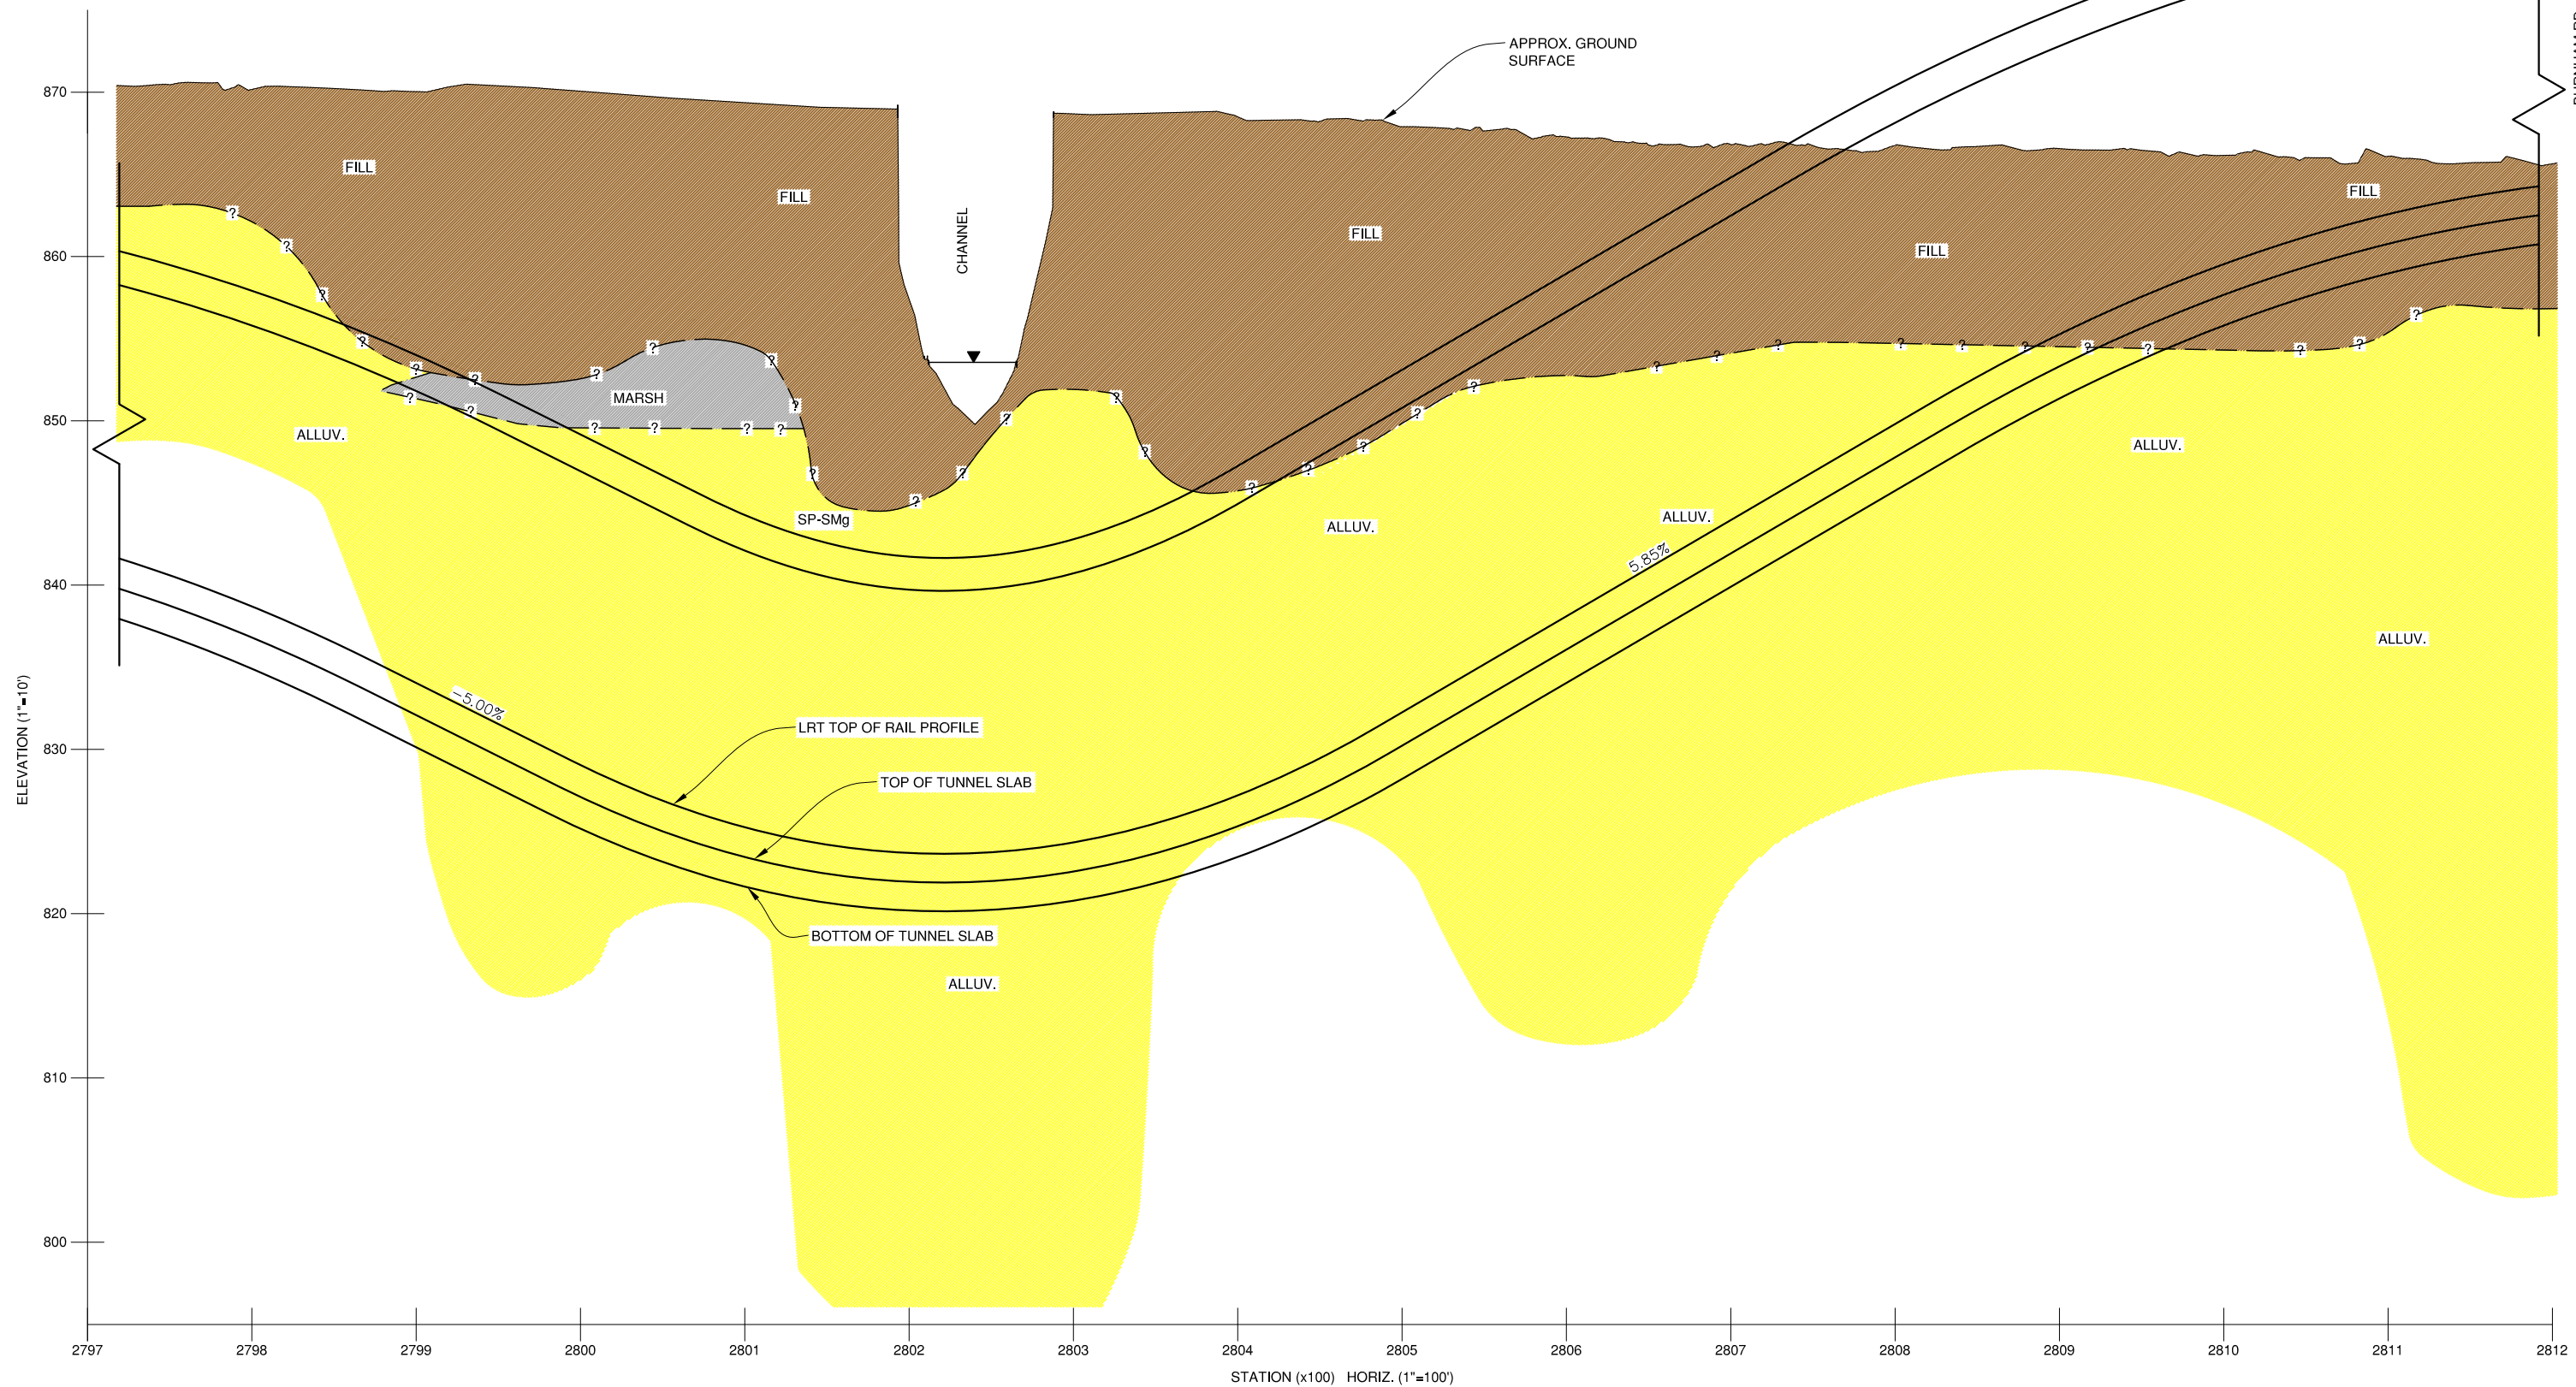 APPROX. GROUND
SURFACE
870
FILL
FILL
CHANNEL
FILL
FILL
FILL
860
850
MARSH
ALLUV.
SP-SMg
ALLUV.
ALLUV.
ALLUV.
5.85%
840
ALLUV.
ELEVATION (1"=10')
-5.00%
LRT TOP OF RAIL PROFILE
830
TOP OF TUNNEL SLAB
820
BOTTOM OF TUNNEL SLAB
ALLUV.
810
800
2797 2798 2799 2800 2801 2802 2803 2804 2805 2806 2807 2808 2809 2810 2811 2812
STATION (x100) HORIZ. (1"=100')